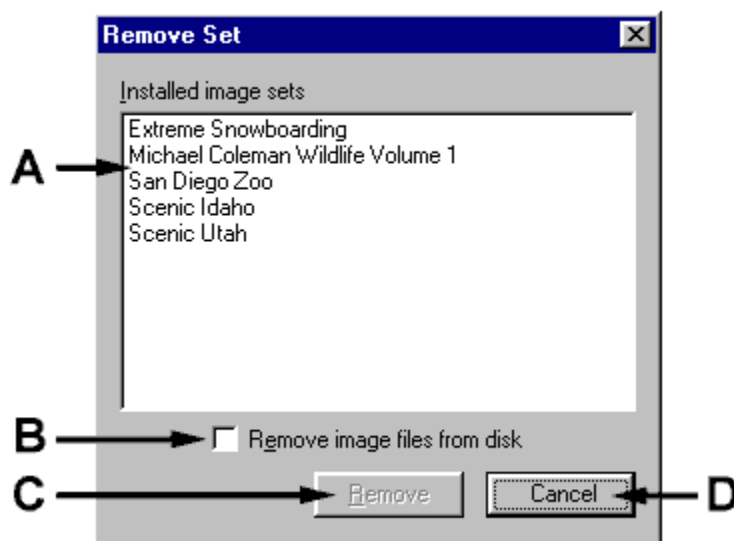 Remove Set
Installed image sets
Extreme Snowboarding
Michael Coleman Wildlife Volume 1
A
San Diego Zoo
Scenic Idaho
Scenic Utah
B
Remove image files from disk
C
Remove
Cancel
D